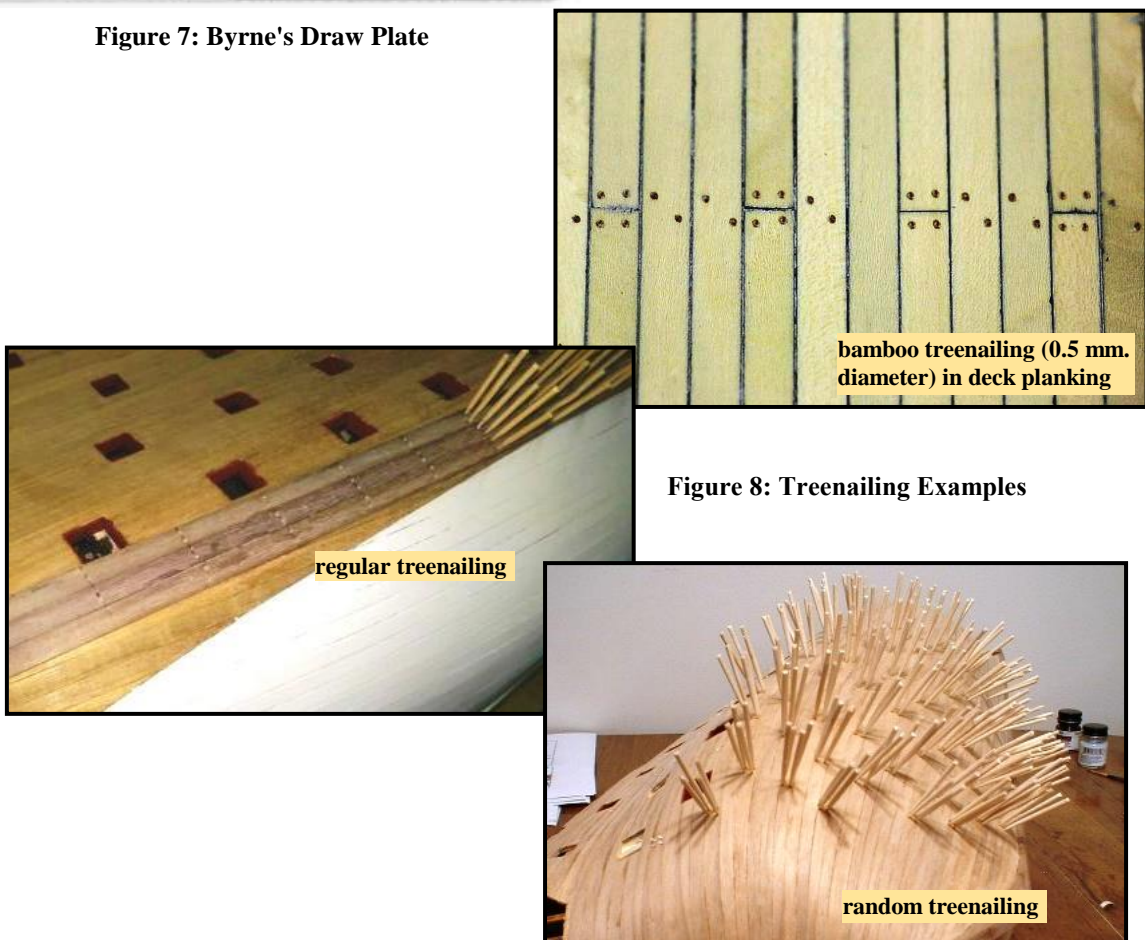 Figure 7: Byrne's Draw Plate
bamboo treenailing (0.5 mm.
diameter) in deck planking
regular treenailing
Figure 8: Treenailing Examples
random treenailing